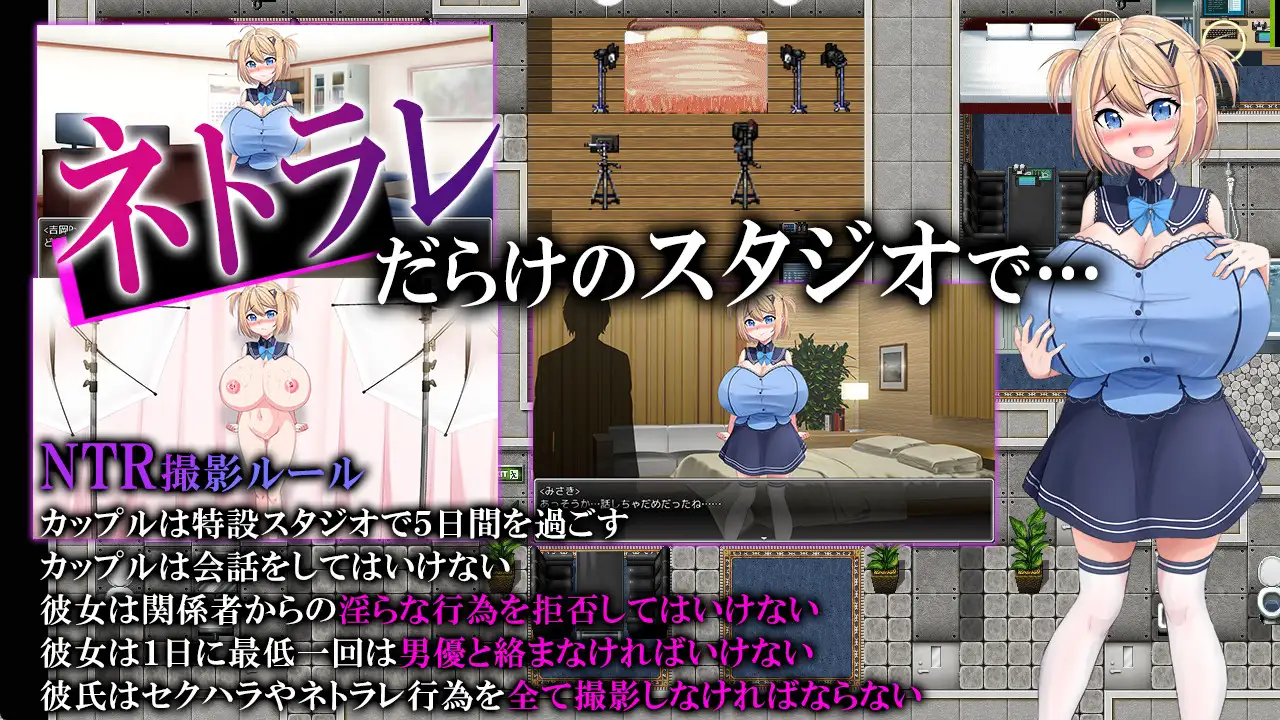 ネトラレ
だらけのスタジオで…
NTR撮影ルール
<みさき>
あっそうか…話しちゃだめだったね……
カップルは特設スタジオで5日間を過ごす
カップルは会話をしてはいけない
彼女は関係者からの淫らな行為を拒否してはいけない
彼女は1日に最低一回は男優と絡まなければいけない
彼氏はセクハラやネトラレ行為を全て撮影しなければならない